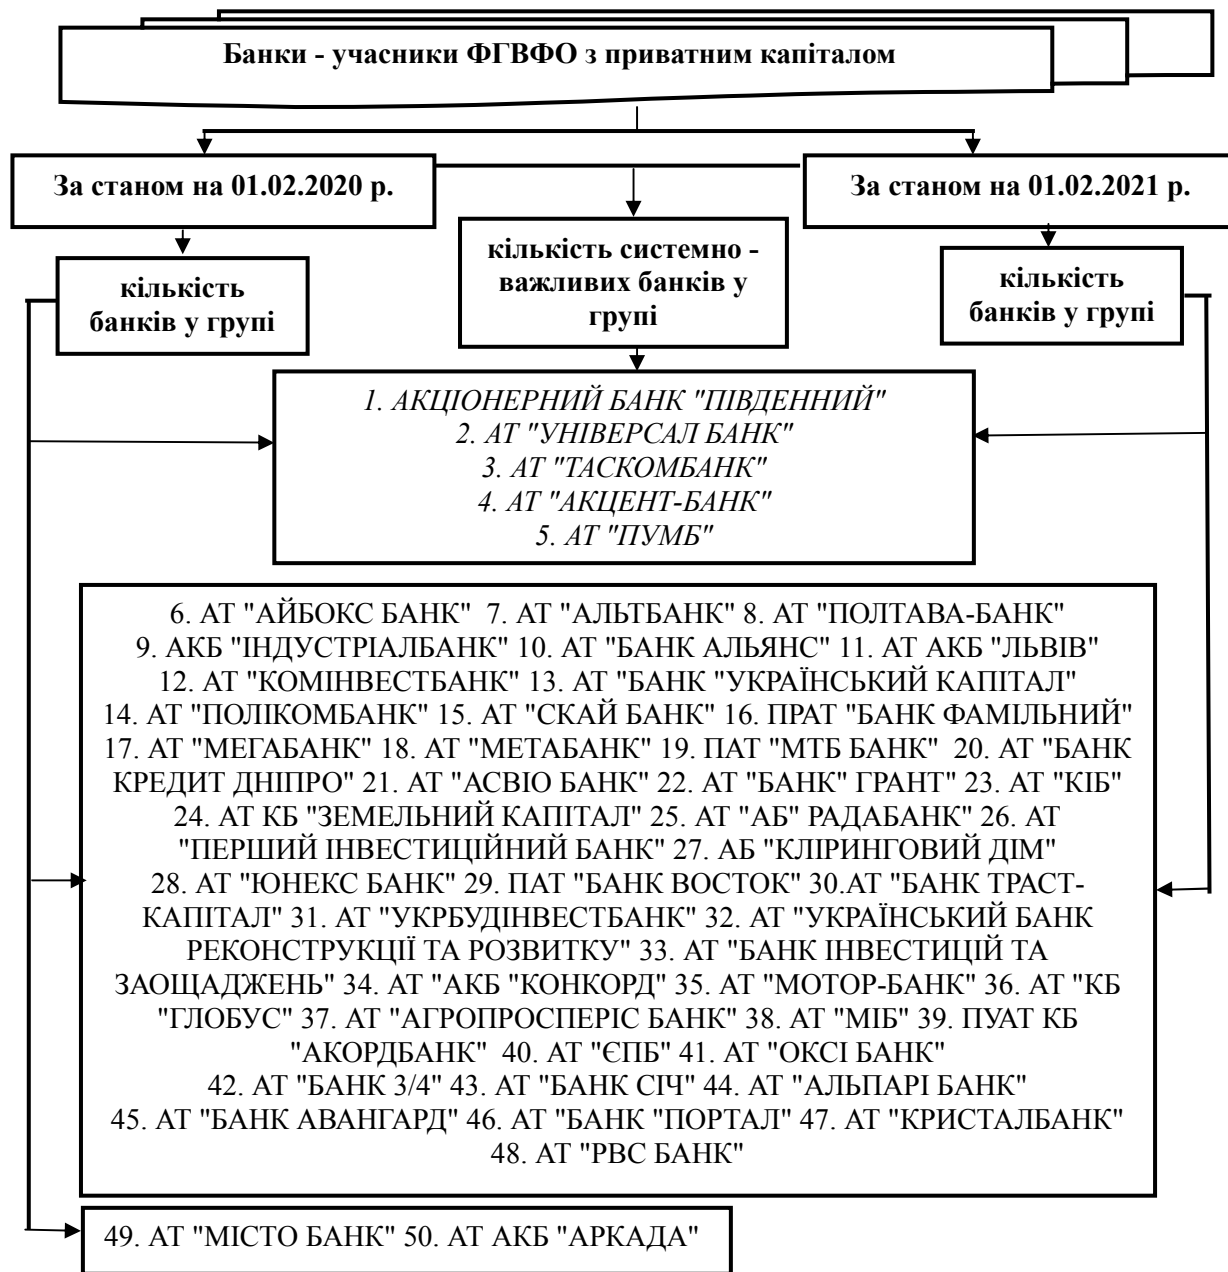 Банки - учасники ФГВФО з приватним капіталом
За станом на 01.02.2020 р.
За станом на 01.02.2021 р.
кількість
банків у групі
кількість системно -
важливих банків у
групі
кількість
банків у групі
1. АКЦІОНЕРНИЙ БАНК "ПІВДЕННИЙ"
2. АТ "УНІВЕРСАЛ БАНК"
3. АТ "ТАСКОМБАНК"
4. АТ "АКЦЕНТ-БАНК"
5. АТ "ПУМБ"
6. АТ "АЙБОКС БАНК" 7. АТ "АЛЬТБАНК" 8. АТ "ПОЛТАВА-БАНК"
9. АКБ "ІНДУСТРІАЛБАНК" 10. АТ "БАНК АЛЬЯНС" 11. АТ АКБ "ЛЬВІВ"
12. АТ "КОМІНВЕСТБАНК" 13. АТ "БАНК "УКРАЇНСЬКИЙ КАПІТАЛ"
14. АТ "ПОЛІКОМБАНК" 15. АТ "СКАЙ БАНК" 16. ПРАТ "БАНК ФАМІЛЬНИЙ"
17. АТ "МЕГАБАНК" 18. АТ "МЕТАБАНК" 19. ПАТ "МТБ БАНК" 20. АТ "БАНК
КРЕДИТ ДНІПРО" 21. АТ "АСВІО БАНК" 22. АТ "БАНК" ГРАНТ" 23. АТ "КІБ"
24. АТ КБ "ЗЕМЕЛЬНИЙ КАПІТАЛ" 25. АТ "АБ" РАДАБАНК" 26. АТ
"ПЕРШИЙ ІНВЕСТИЦІЙНИЙ БАНК" 27. АБ "КЛІРИНГОВИЙ ДІМ"
28. АТ "ЮНЕКС БАНК" 29. ПАТ "БАНК ВОСТОК" 30.АТ "БАНК ТРАСТ-
КАПІТАЛ" 31. АТ "УКРБУДІНВЕСТБАНК" 32. АТ "УКРАЇНСЬКИЙ БАНК
РЕКОНСТРУКЦІЇ ТА РОЗВИТКУ" 33. АТ "БАНК ІНВЕСТИЦІЙ ТА
ЗАОЩАДЖЕНЬ" 34. АТ "АКБ "КОНКОРД" 35. АТ "МОТОР-БАНК" 36. АТ "КБ
"ГЛОБУС" 37. АТ "АГРОПРОСПЕРІС БАНК" 38. АТ "МІБ" 39. ПУАТ КБ
"АКОРДБАНК" 40. АТ "ЄПБ" 41. АТ "ОКСІ БАНК"
42. АТ "БАНК 3/4" 43. АТ "БАНК СІЧ" 44. АТ "АЛЬПАРІ БАНК"
45. АТ "БАНК АВАНГАРД" 46. АТ "БАНК "ПОРТАЛ" 47. АТ "КРИСТАЛБАНК"
48. АТ "РВС БАНК"
49. АТ "МІСТО БАНК" 50. АТ АКБ "АРКАДА"